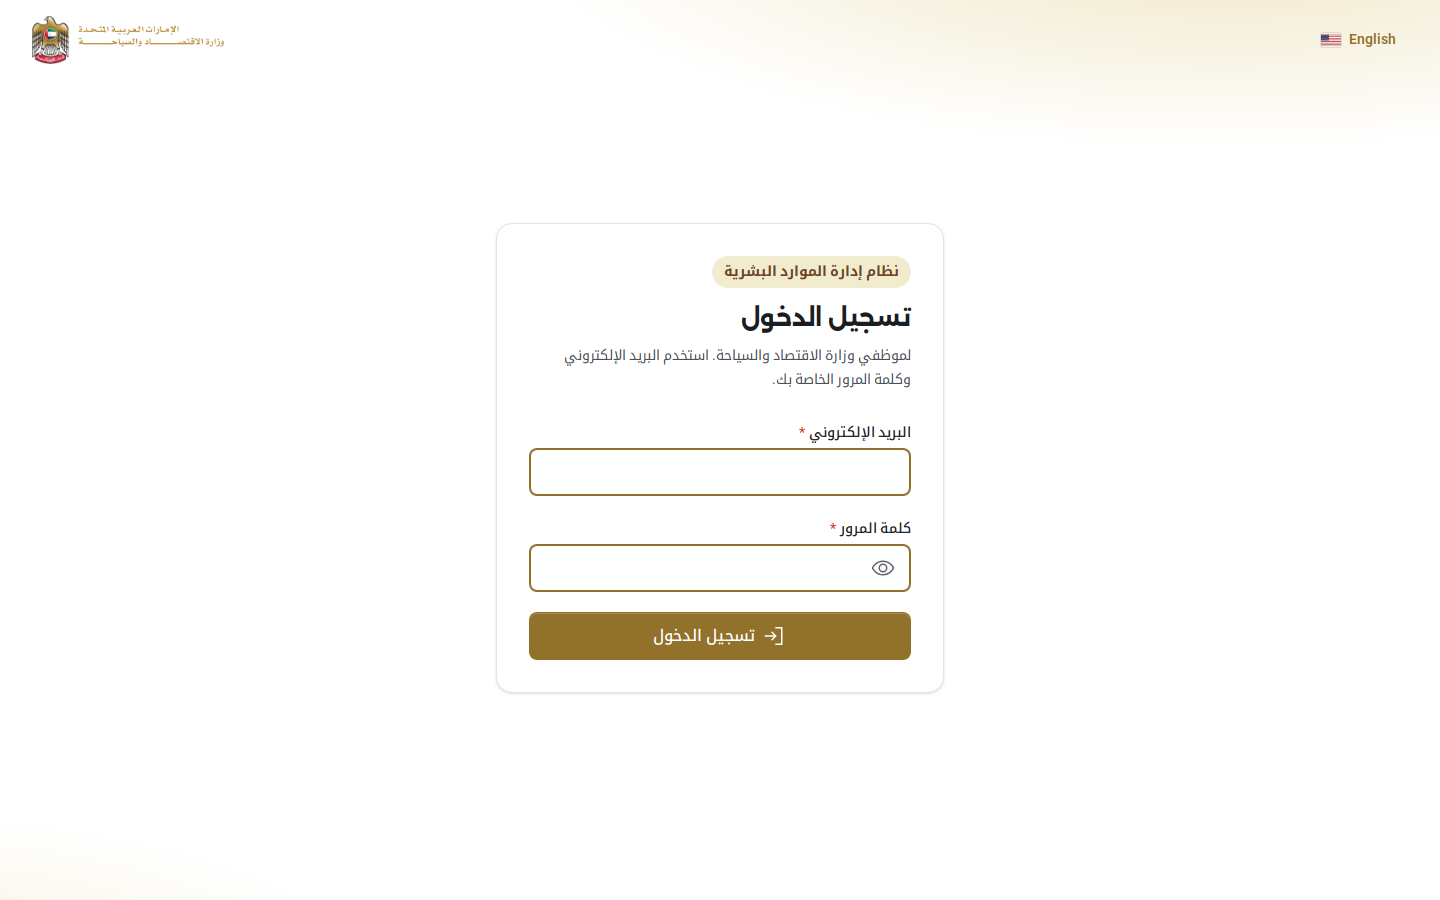 الإمارات العربية المتحدة
وزارة الاقتصاد والسياحة
English
نظام إدارة الموارد البشرية
تسجيل الدخول
لموظفي وزارة الاقتصاد والسياحة. استخدم البريد الإلكتروني
وكلمة المرور الخاصة بك.
البريد الإلكتروني *
كلمة المرور *
تسجيل الدخول